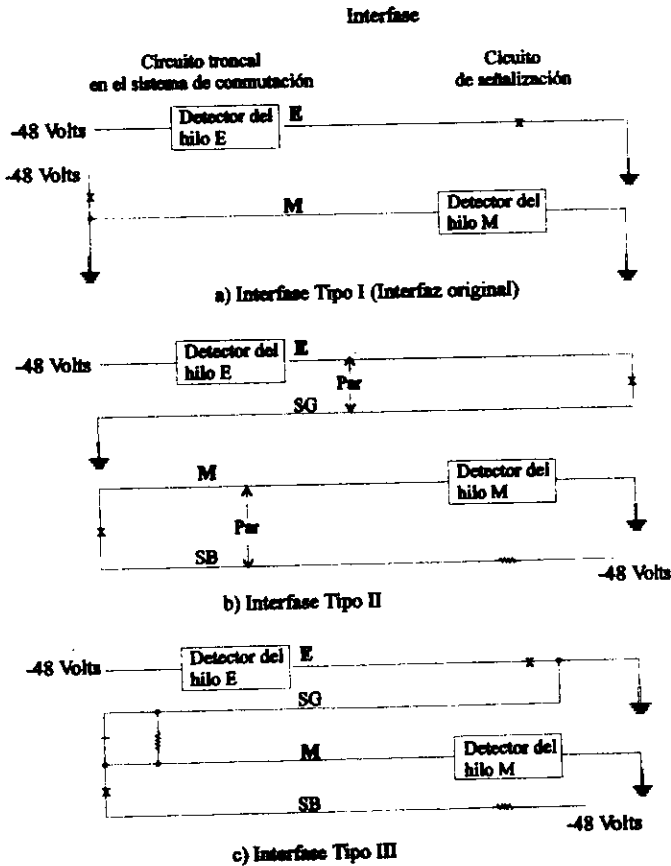 Interfase
Circuito troncal
en el sistema de conmutación
Cicuito
de señalización
-48 Volts
Detector del
hilo E
E
-48 Volts
M
Detector del
hilo M
a) Interfase Tipo I (Interfaz original)
-48 Volts
Detector del
hilo E
E
Par
SG
M
Detector del
hilo M
Par
SB
-48 Volts
b) Interfase Tipo II
-48 Volts
Detector del
hilo E
E
SG
M
Detector del
hilo M
SB
-48 Volts
c) Interfase Tipo III